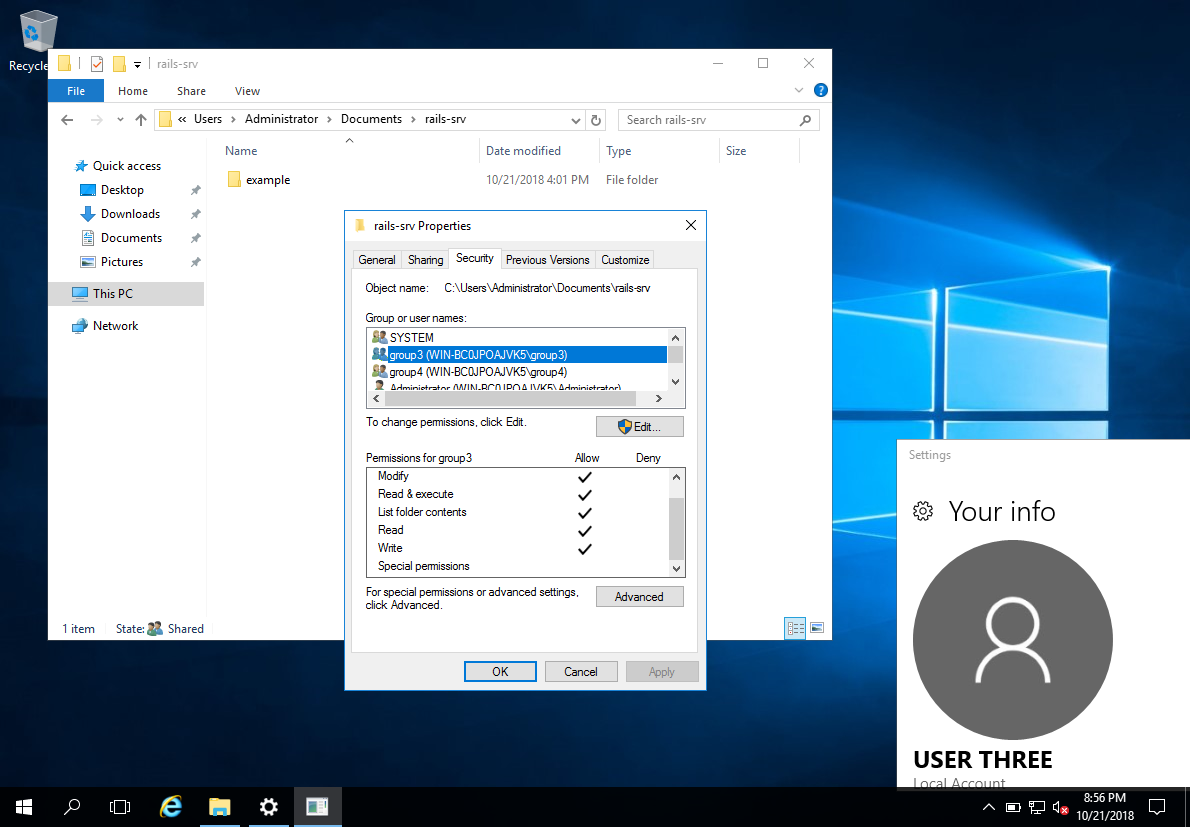 Recycle
rails-srv
File Home Share View
« Users > Administrator > Documents > rails-srv
Search rails-srv
Name Date modified Type Size
Quick access
Desktop
Downloads
Documents
Pictures
This PC
Network
example 10/21/2018 4:01 PM File folder
1 item State: Shared
rails-srv Properties
General Sharing Security Previous Versions Customize
Object name: C:\Users\Administrator\Documents\rails-srv
Group or user names:
SYSTEM
group3 (WIN-BC0JPOAJVK5\group3)
group4 (WIN-BC0JPOAJVK5\group4)
Administrator (WIN-BC0JPOAJVK5\Administrator)
To change permissions, click Edit.
Edit...
Permissions for group3 Allow Deny
Modify
Read & execute
List folder contents
Read
Write
Special permissions
For special permissions or advanced settings,
click Advanced.
Advanced
OK Cancel Apply
Settings
Your info
USER THREE
Local Account
8:56 PM
10/21/2018